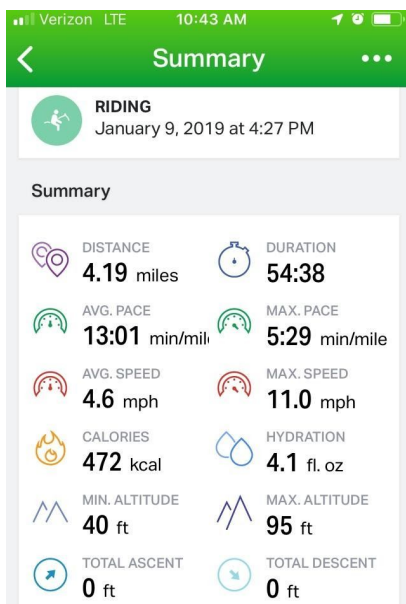 Verizon LTE 10:43 AM
Summary
RIDING
January 9, 2019 at 4:27 PM
Summary
DISTANCE DURATION
4.19 miles 54:38
AVG. PACE MAX. PACE
13:01 min/mil 5:29 min/mile
AVG. SPEED MAX. SPEED
4.6 mph 11.0 mph
CALORIES HYDRATION
472 kcal 4.1 fl. oz
MIN. ALTITUDE MAX. ALTITUDE
40 ft 95 ft
TOTAL ASCENT TOTAL DESCENT
0 ft 0 ft